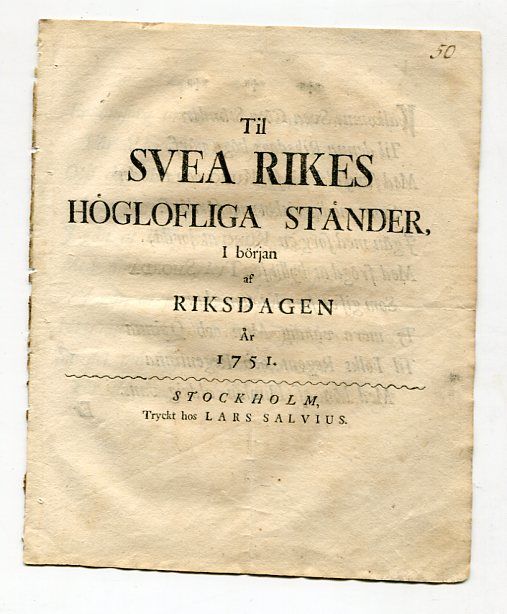 50
Til
SVEA RIKES
HÖGLOFLIGA STÅNDER,
I början
af
RIKSDAGEN
År
1751.
STOCKHOLM,
Tryckt hos LARS SALVIUS.